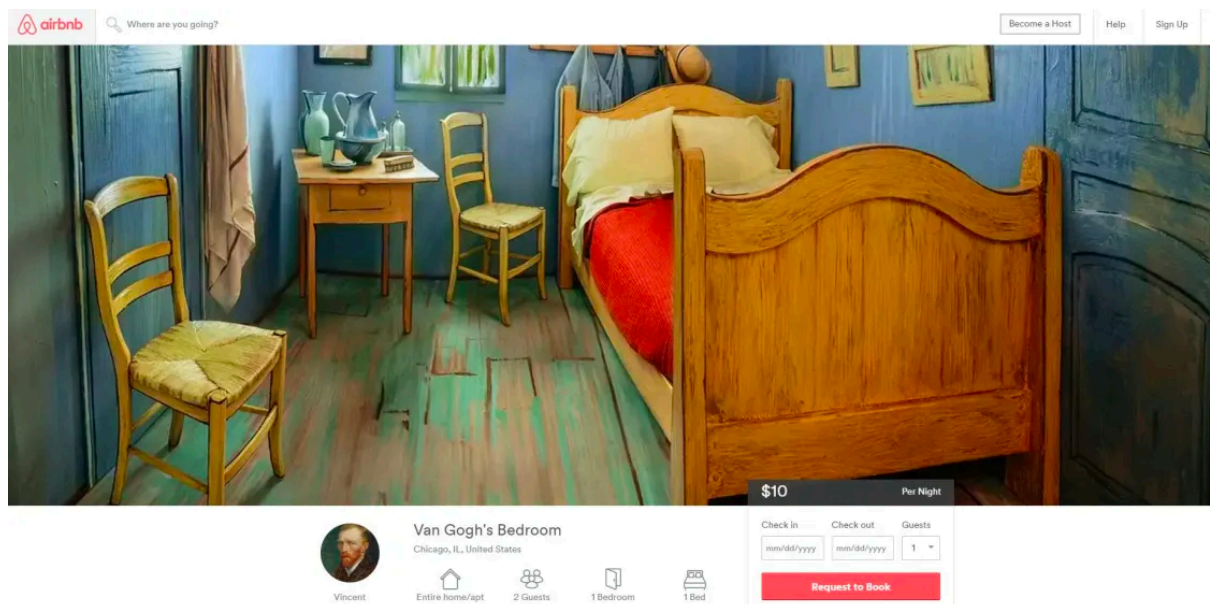 airbnb
Where are you going?
Become a Host
Help
Sign Up
$10
Per Night
Van Gogh's Bedroom
Chicago, IL, United States
Check in
Check out
Guests
mm/dd/yyyy
mm/dd/yyyy
1
Vincent
Entire home/apt
2 Guests
1 Bedroom
1 Bed
Request to Book